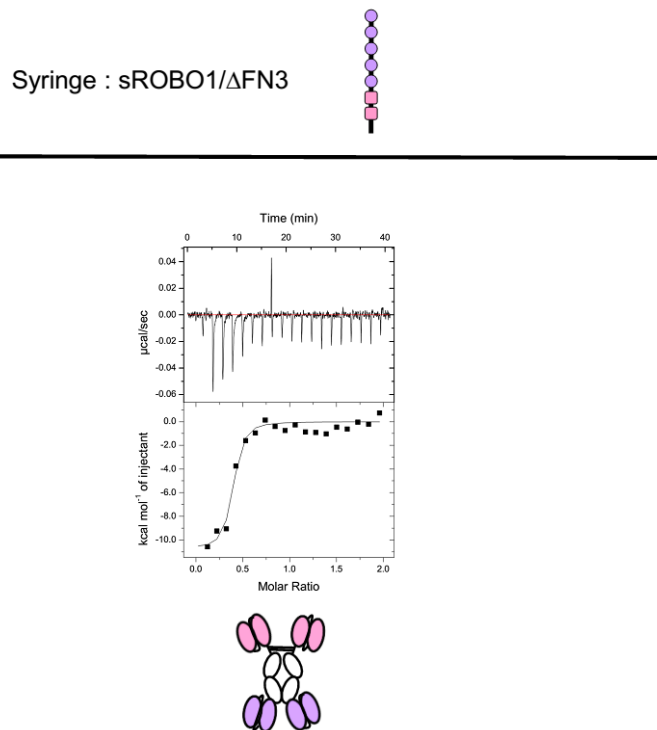 Syringe : sROBO1/ΔFN3
Time (min)
0 10 20 30 40
0.04
0.02
0.00
-0.02
-0.04
-0.06
µcal/sec
0.0
-2.0
-4.0
-6.0
-8.0
-10.0
kcal mol⁻¹ of injectant
0.0 0.5 1.0 1.5 2.0
Molar Ratio